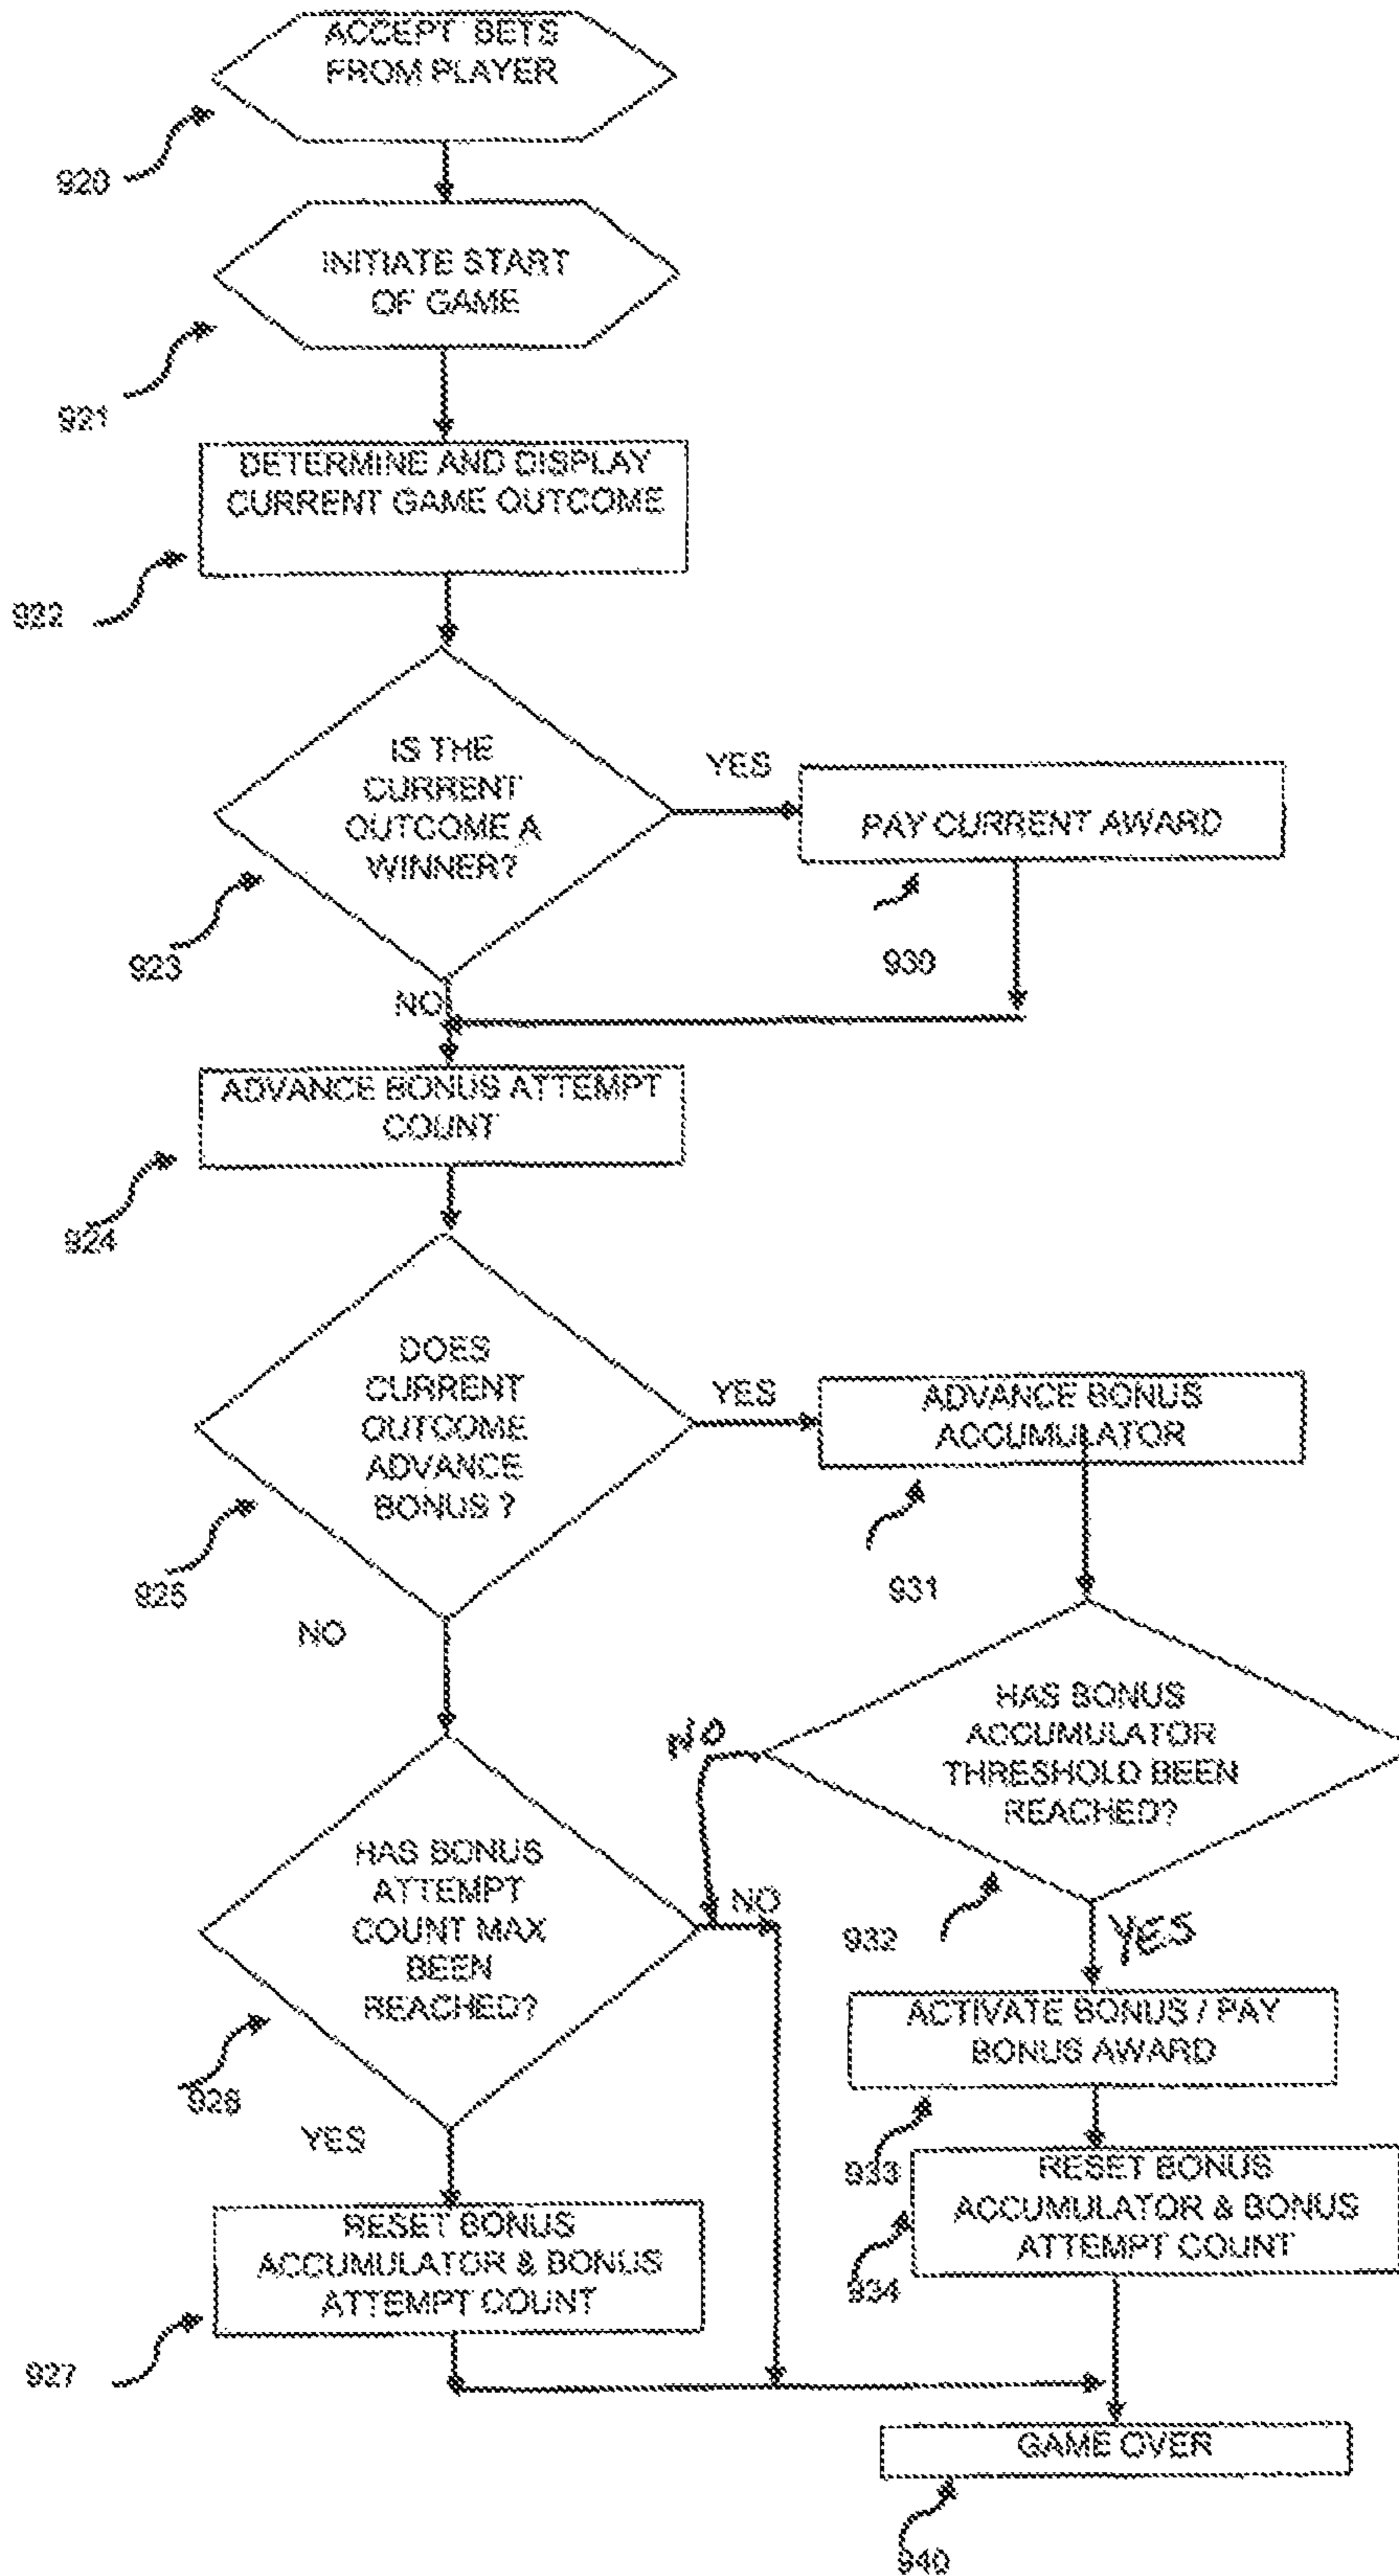 ACCEPT BETS
FROM PLAYER
920
INITIATE START
OF GAME
921
DETERMINE AND DISPLAY
CURRENT GAME OUTCOME
922
IS THE
CURRENT
OUTCOME A
WINNER?
923
YES
PAY CURRENT AWARD
930
NO
ADVANCE BONUS ATTEMPT
COUNT
924
DOES
CURRENT
OUTCOME
ADVANCE
BONUS ?
925
YES
ADVANCE BONUS
ACCUMULATOR
931
NO
HAS BONUS
ACCUMULATOR
THRESHOLD BEEN
REACHED?
932
NO
YES
HAS BONUS
ATTEMPT
COUNT MAX
BEEN
REACHED?
926
NO
YES
ACTIVATE BONUS / PAY
BONUS AWARD
933
RESET BONUS
ACCUMULATOR & BONUS
ATTEMPT COUNT
934
RESET BONUS
ACCUMULATOR & BONUS
ATTEMPT COUNT
927
GAME OVER
940